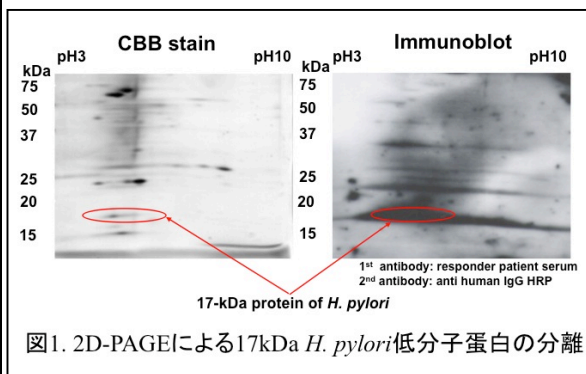 CBB stain
pH3 pH10
kDa
75
50
37
25
20
15
Immunoblot
pH3 pH10
kDa
75
50
37
25
20
15
1st antibody: responder patient serum
2nd antibody: anti human IgG HRP
17-kDa protein of H. pylori
図1. 2D-PAGEによる17kDa H. pylori低分子蛋白の分離